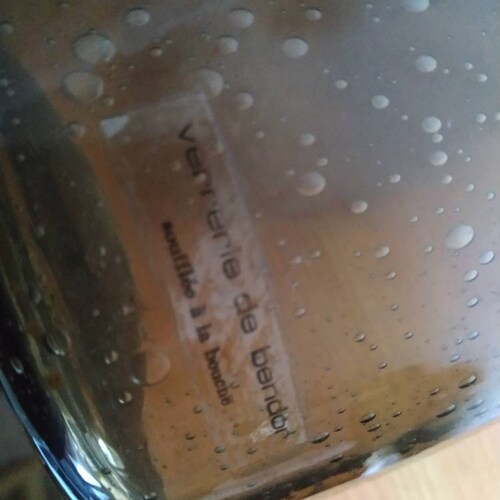 verrerie de bendor
soufflée à la bouche